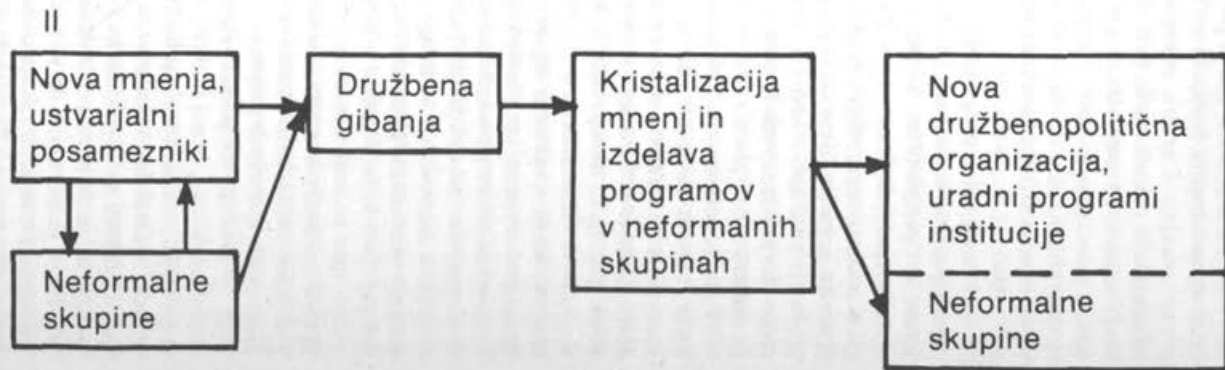 II
Nova mnenja,
ustvarjalni
posamezniki
Neformalne
skupine
Družbena
gibanja
Kristalizacija
mnenj in
izdelava
programov
v neformalnih
skupinah
Nova
družbenopolitična
organizacija,
uradni programi
institucije
Neformalne
skupine